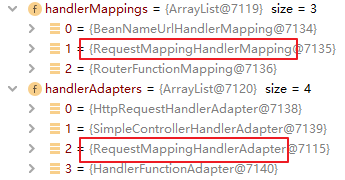 handlerMappings = {ArrayList@7119} size = 3
0 = {BeanNameUrlHandlerMapping@7134}
1 = {RequestMappingHandlerMapping@7135}
2 = {RouterFunctionMapping@7136}
handlerAdapters = {ArrayList@7120} size = 4
0 = {HttpRequestHandlerAdapter@7138}
1 = {SimpleControllerHandlerAdapter@7139}
2 = {RequestMappingHandlerAdapter@7115}
3 = {HandlerFunctionAdapter@7140}